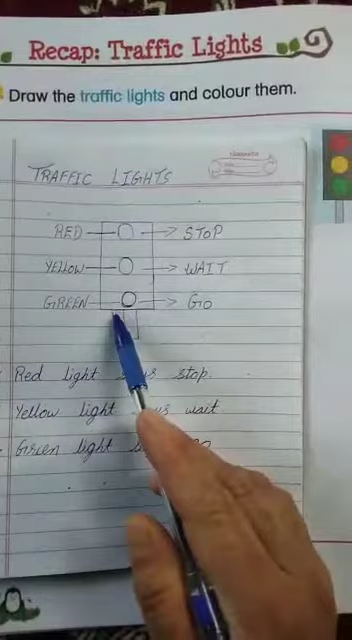 Recap: Traffic Lights
Draw the traffic lights and colour them.
TRAFFIC LIGHTS
RED STOP
YELLOW WAIT
GREEN GO
Red light stop.
Yellow light wait
Green light